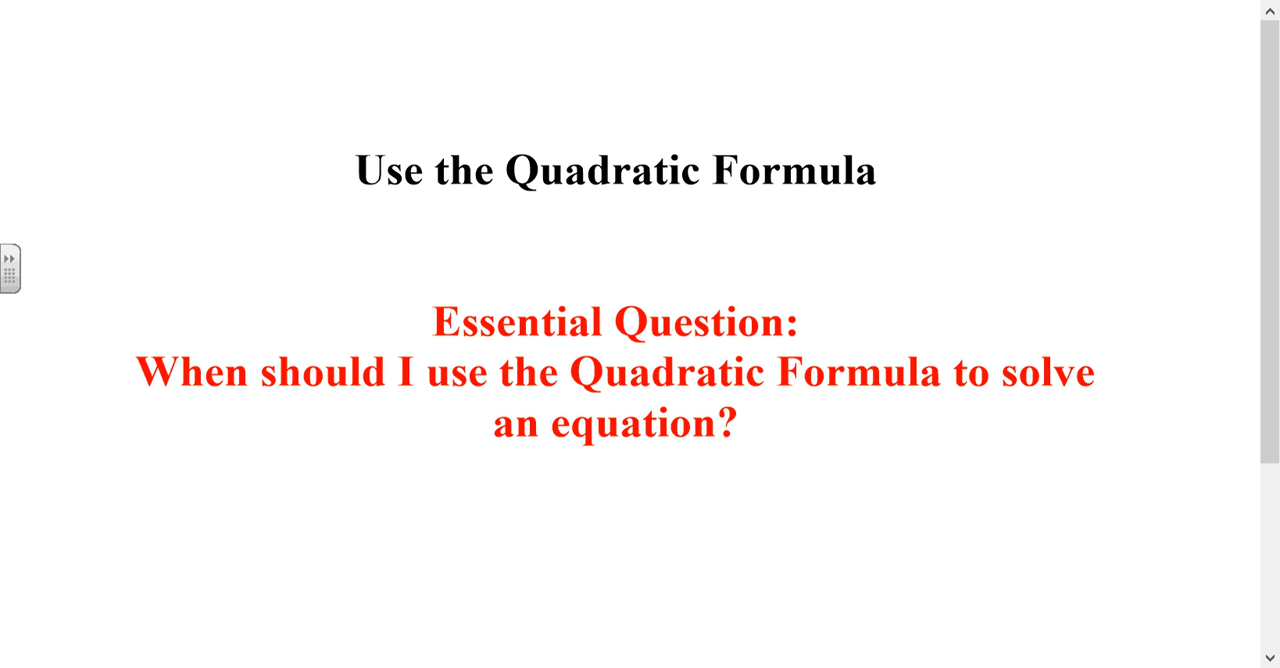 Use the Quadratic Formula
Essential Question:
When should I use the Quadratic Formula to solve
an equation?